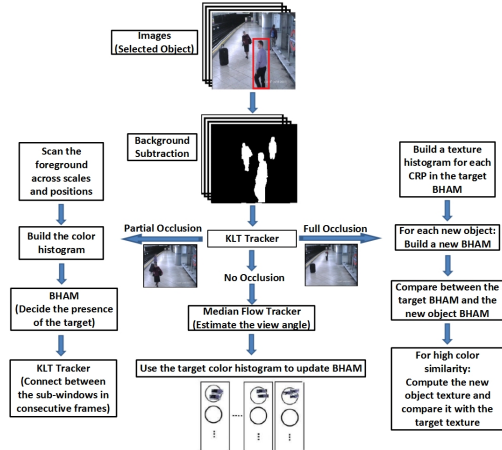 Images
(Selected Object)
Background
Subtraction
Scan the
foreground
across scales
and positions
Build the color
histogram
BHAM
(Decide the presence
of the target)
KLT Tracker
(Connect between
the sub-windows in
consecutive frames)
Partial Occlusion
KLT Tracker
Full Occlusion
No Occlusion
Median Flow Tracker
(Estimate the view angle)
Use the target color histogram to update BHAM
Build a texture
histogram for each
CRP in the target
BHAM
For each new object:
Build a new BHAM
Compare between the
target BHAM and the
new object BHAM
For high color
similarity:
Compute the new
object texture and
compare it with the
target texture